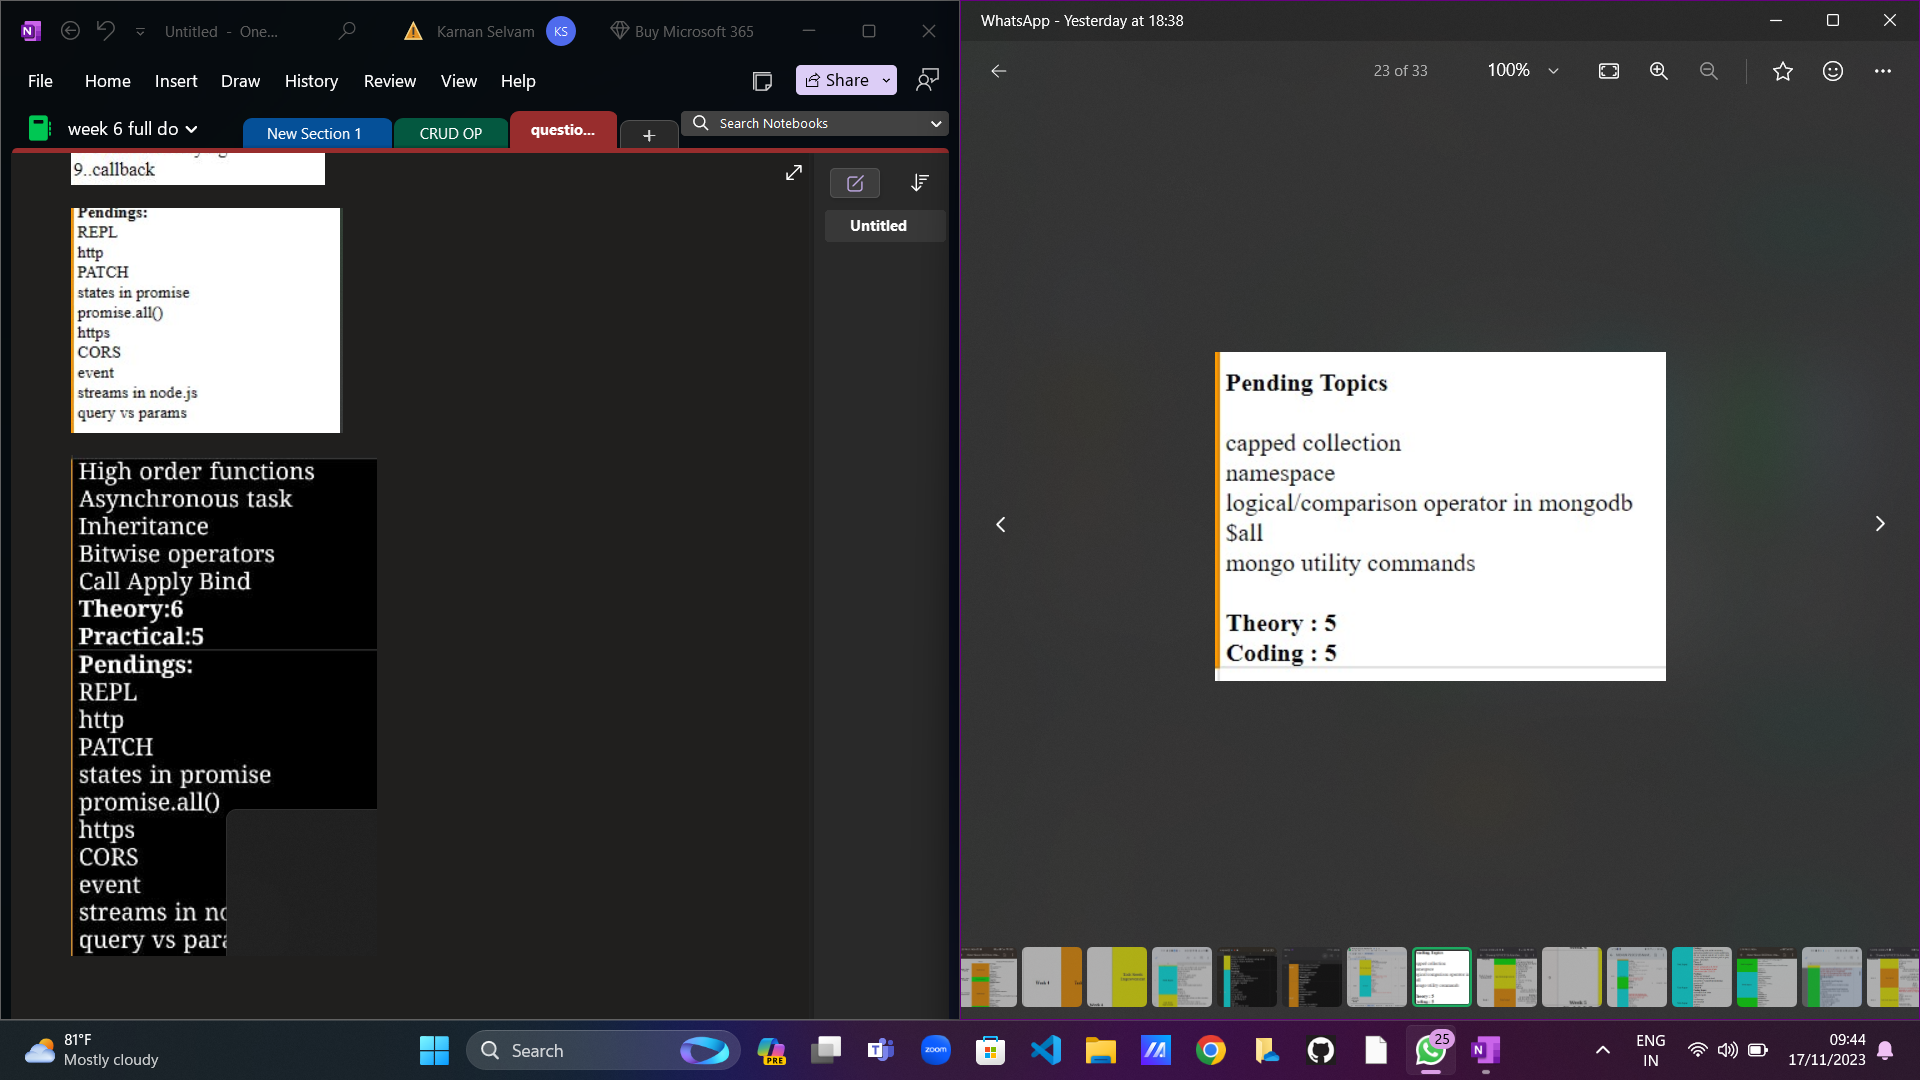 Untitled - One...
Karnan Selvam
KS
Buy Microsoft 365
File Home Insert Draw History Review View Help
Share
week 6 full do
New Section 1
CRUD OP
questio...
Search Notebooks
Untitled
9..callback
Pendings:
REPL
http
PATCH
states in promise
promise.all()
https
CORS
event
streams in node.js
query vs params
High order functions
Asynchronous task
Inheritance
Bitwise operators
Call Apply Bind
Theory:6
Practical:5
Pendings:
REPL
http
PATCH
states in promise
promise.all()
https
CORS
event
streams in
query vs
WhatsApp - Yesterday at 18:38
23 of 33
100%
Pending Topics
capped collection
namespace
logical/comparison operator in mongodb
$all
mongo utility commands
Theory : 5
Coding : 5
81°F
Mostly cloudy
Search
PRE
zoom
25
ENG
IN
09:44
17/11/2023